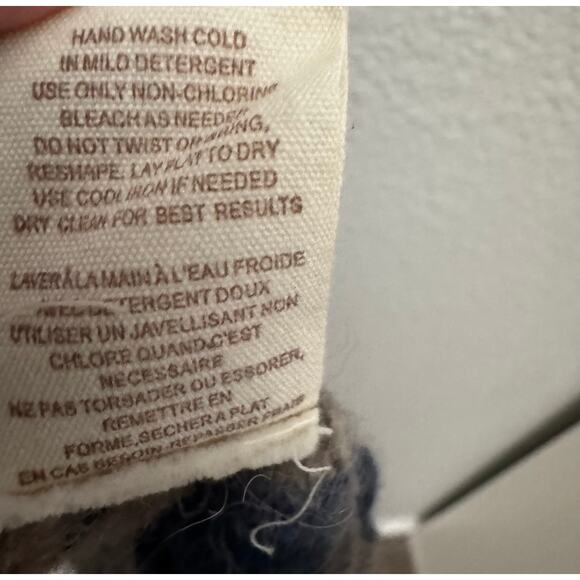 HAND WASH COLD
IN MILD DETERGENT
USE ONLY NON-CHLORINE
BLEACH AS NEEDED
DO NOT TWIST OR WRING,
RESHAPE. LAY FLAT TO DRY
USE COOL IRON IF NEEDED
DRY CLEAN FOR BEST RESULTS
LAVER À LA MAIN À L'EAU FROIDE
DETERGENT DOUX
UTILISER UN JAVELLISANT NON
CHLORE QUAND C'EST
NECESSAIRE
NE PAS TORSADER OU ESSORER,
REMETTRE EN
FORME, SECHER A PLAT
EN CAS BESOIN, REPASSER